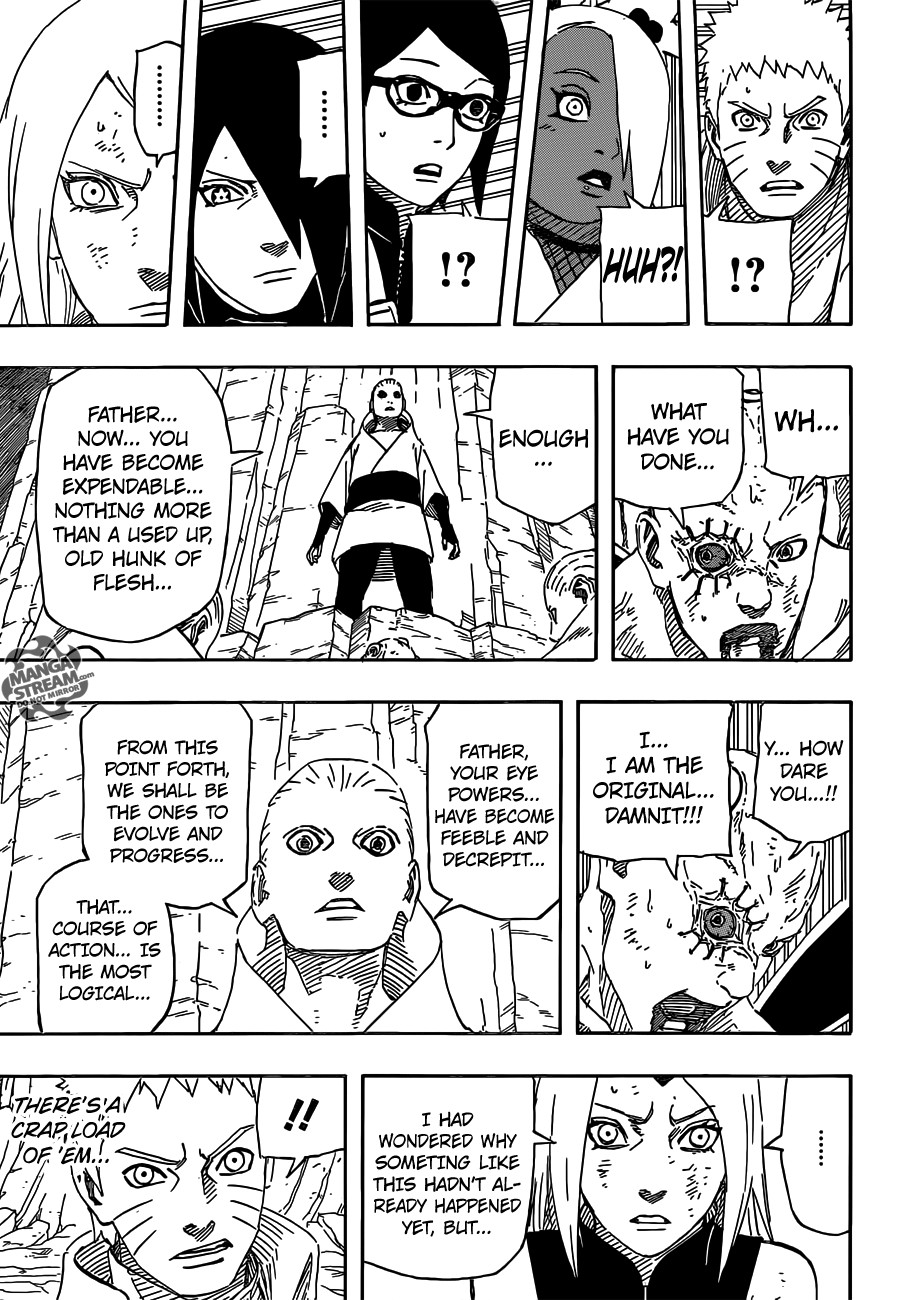 !?
HUH?!
!?
......
......
WH...
WHAT
HAVE YOU
DONE...
ENOUGH
...
FATHER...
NOW... YOU
HAVE BECOME
EXPENDABLE...
NOTHING MORE
THAN A USED UP,
OLD HUNK OF
FLESH...
Y... HOW
DARE
YOU...!!
I...
I AM THE
ORIGINAL...
DAMNIT!!!
FATHER,
YOUR EYE
POWERS...
HAVE BECOME
FEEBLE AND
DECREPIT...
FROM THIS
POINT FORTH,
WE SHALL BE
THE ONES TO
EVOLVE AND
PROGRESS...
THAT...
COURSE OF
ACTION... IS
THE MOST
LOGICAL...
MANGA
STREAM.com
DO NOT MIRROR
......
I HAD
WONDERED WHY
SOMETING LIKE
THIS HADN'T AL-
READY HAPPENED
YET, BUT...
!!
THERE'S A
CRAP LOAD
OF 'EM...